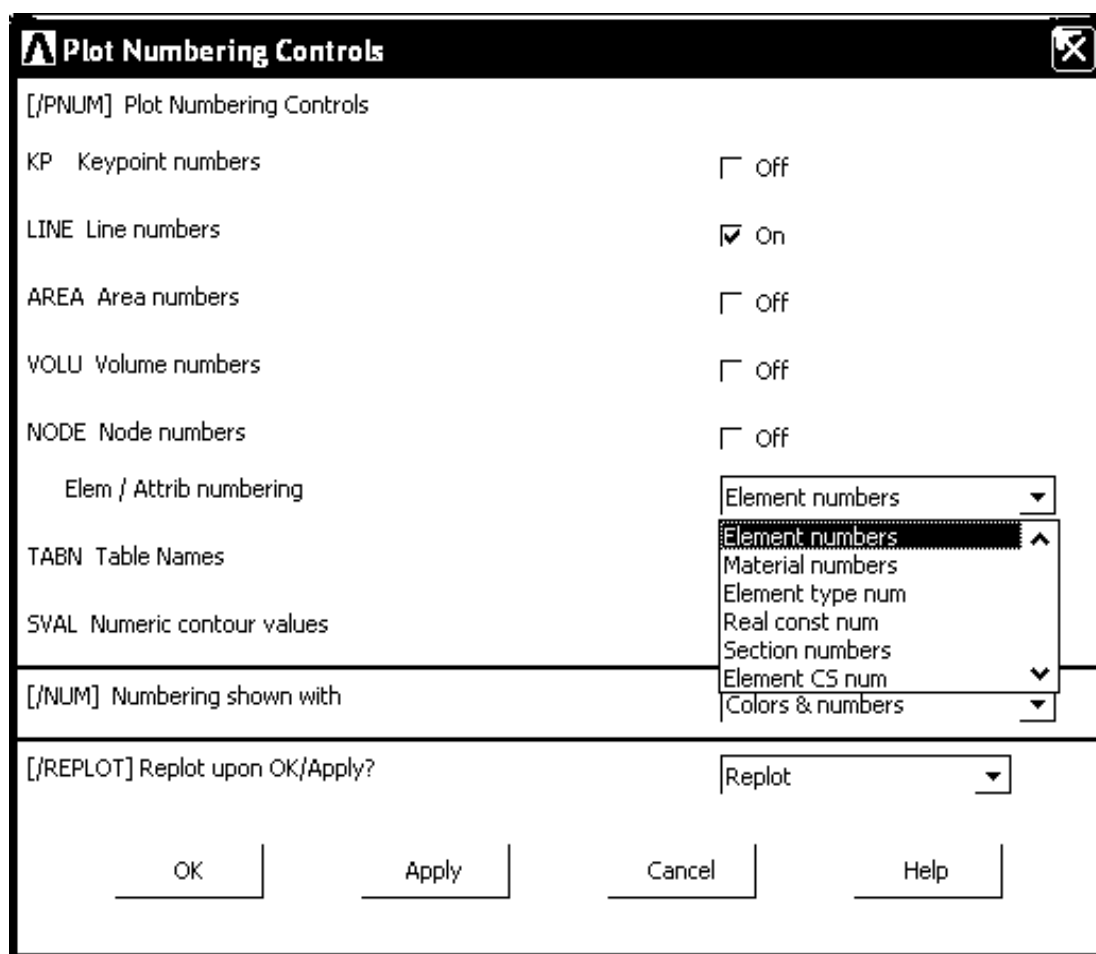 Plot Numbering Controls
[/PNUM] Plot Numbering Controls
KP Keypoint numbers
Off
LINE Line numbers
On
AREA Area numbers
Off
VOLU Volume numbers
Off
NODE Node numbers
Off
Elem / Attrib numbering
Element numbers
Element numbers
Material numbers
Element type num
Real const num
Section numbers
Element CS num
TABN Table Names
SVAL Numeric contour values
[/NUM] Numbering shown with
Colors & numbers
[/REPLOT] Replot upon OK/Apply?
Replot
OK
Apply
Cancel
Help